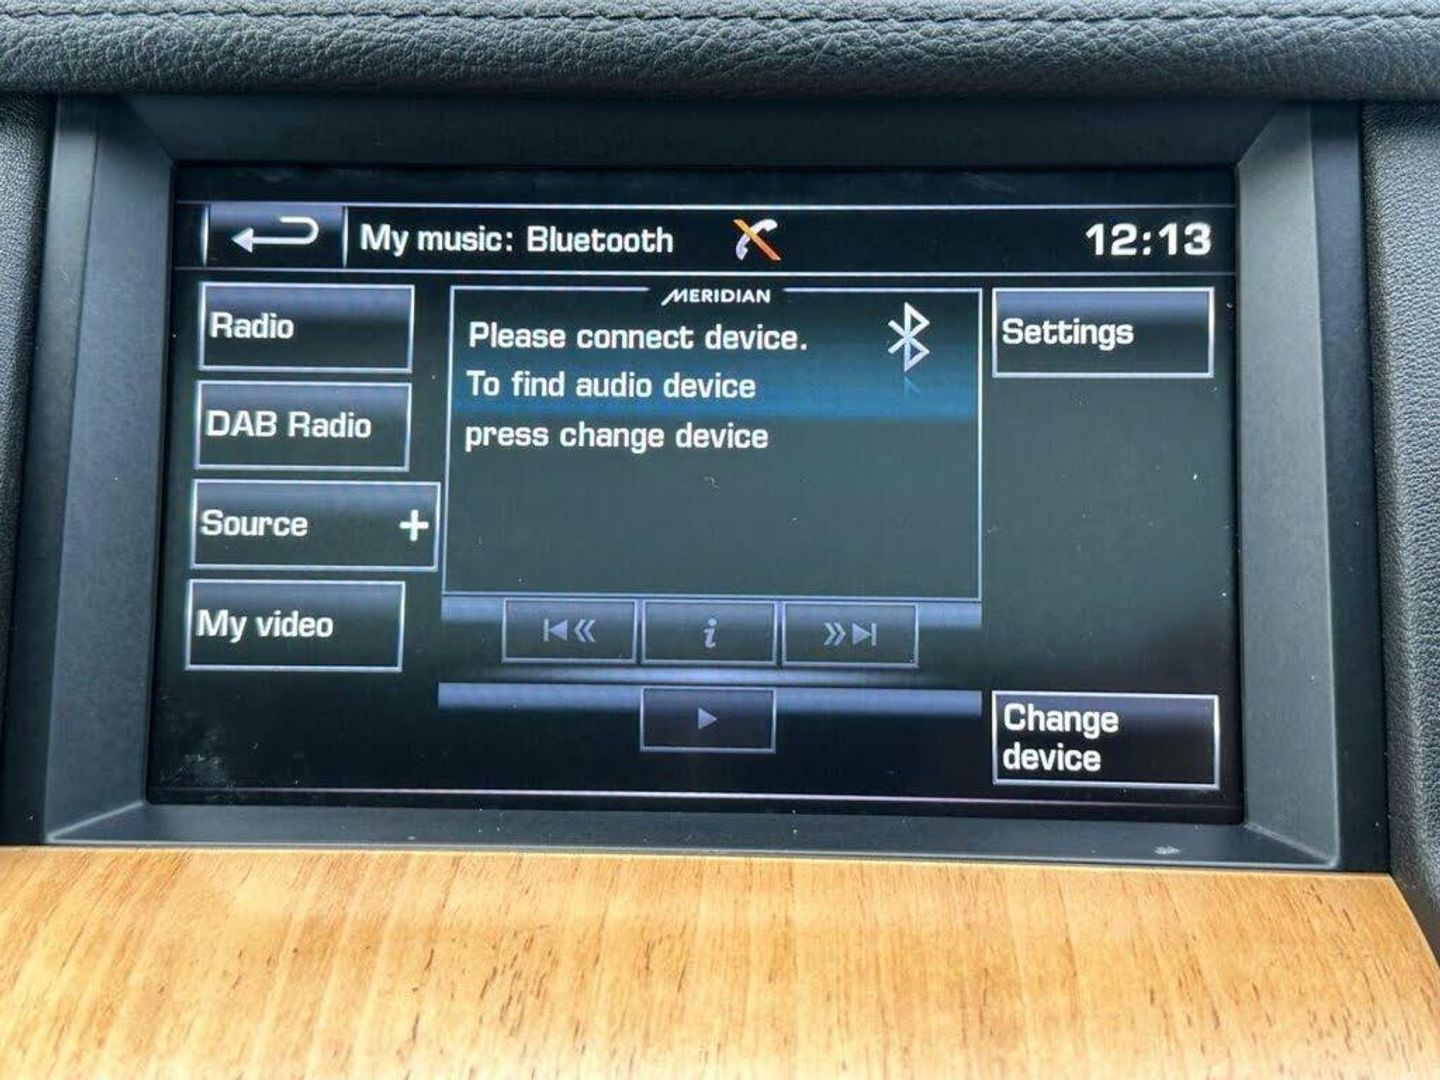 My music: Bluetooth
12:13
Radio
DAB Radio
Source +
My video
MERIDIAN
Please connect device.
To find audio device
press change device
i
Settings
Change
device